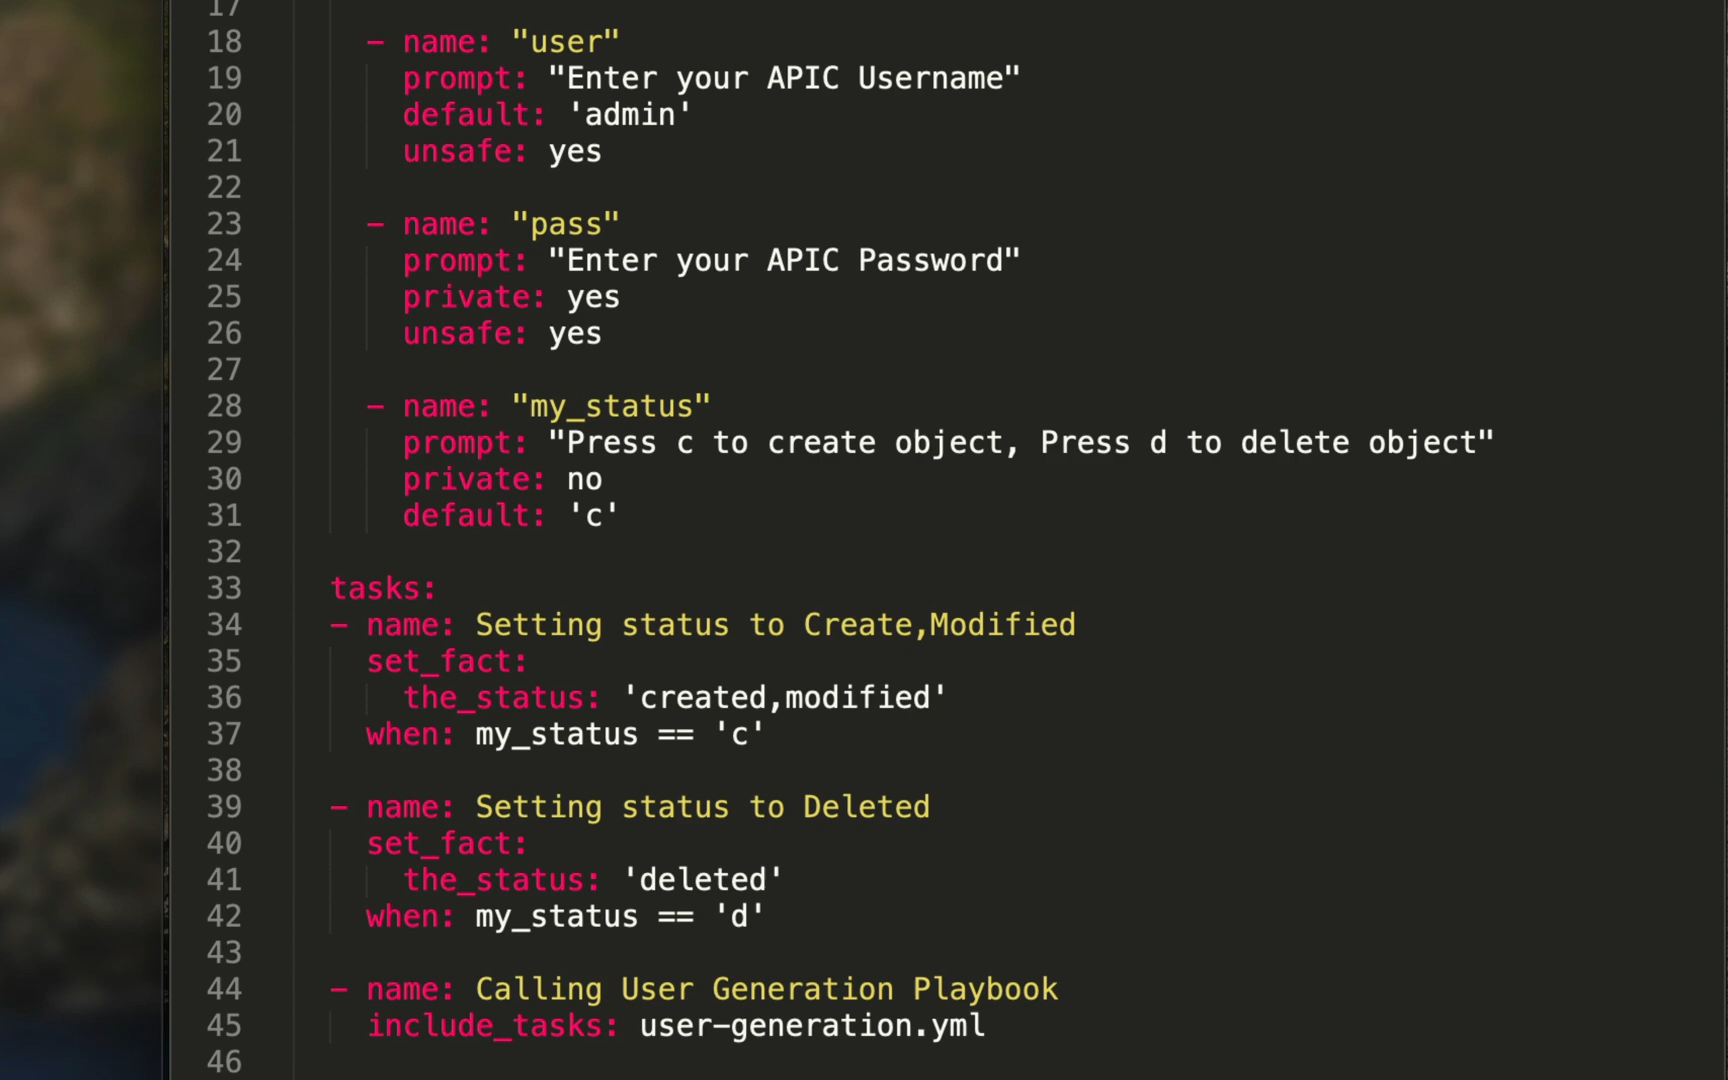 17
18 - name: "user"
19 prompt: "Enter your APIC Username"
20 default: 'admin'
21 unsafe: yes
22
23 - name: "pass"
24 prompt: "Enter your APIC Password"
25 private: yes
26 unsafe: yes
27
28 - name: "my_status"
29 prompt: "Press c to create object, Press d to delete object"
30 private: no
31 default: 'c'
32
33 tasks:
34 - name: Setting status to Create,Modified
35 set_fact:
36 the_status: 'created,modified'
37 when: my_status == 'c'
38
39 - name: Setting status to Deleted
40 set_fact:
41 the_status: 'deleted'
42 when: my_status == 'd'
43
44 - name: Calling User Generation Playbook
45 include_tasks: user-generation.yml
46